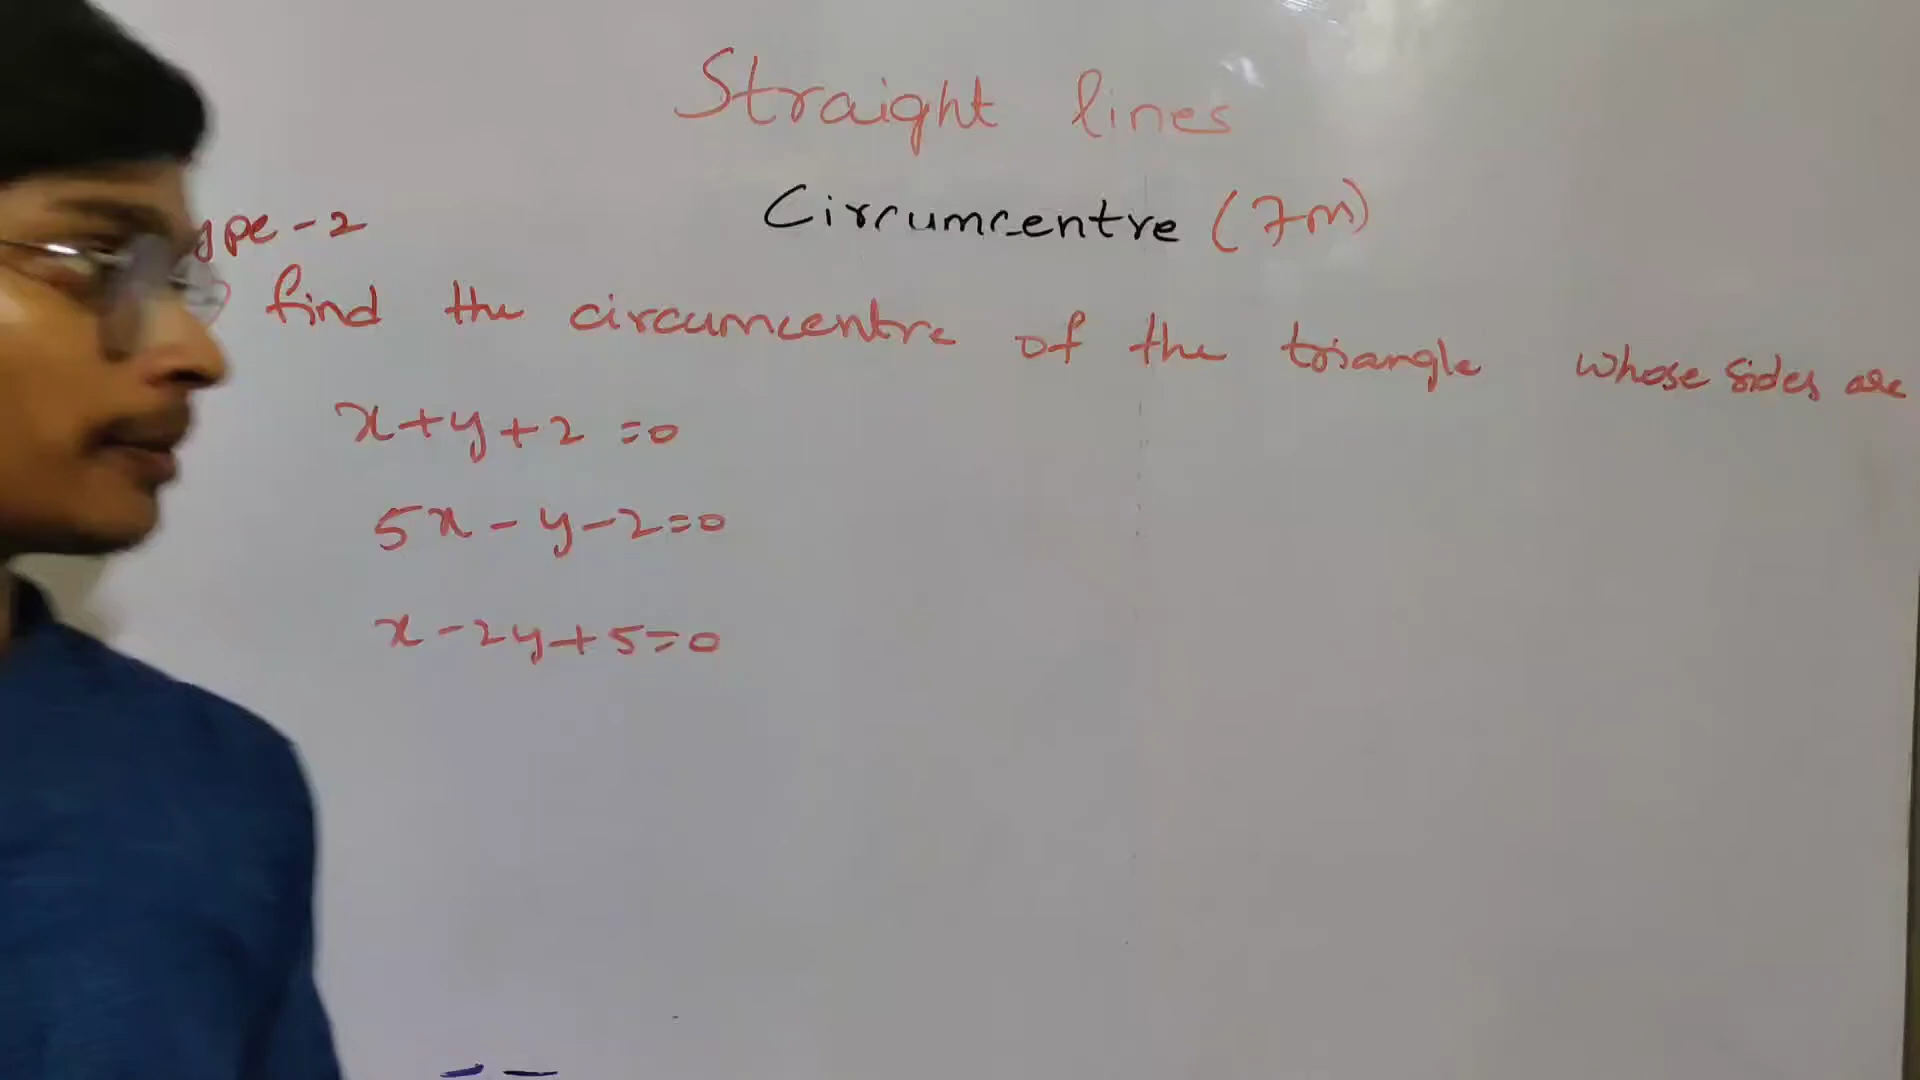 Straight lines
Circumcentre (7m)
ype-2
find the circumcentre of the triangle whose sides are
x+y+2=0
5x-y-2=0
x-2y+5=0